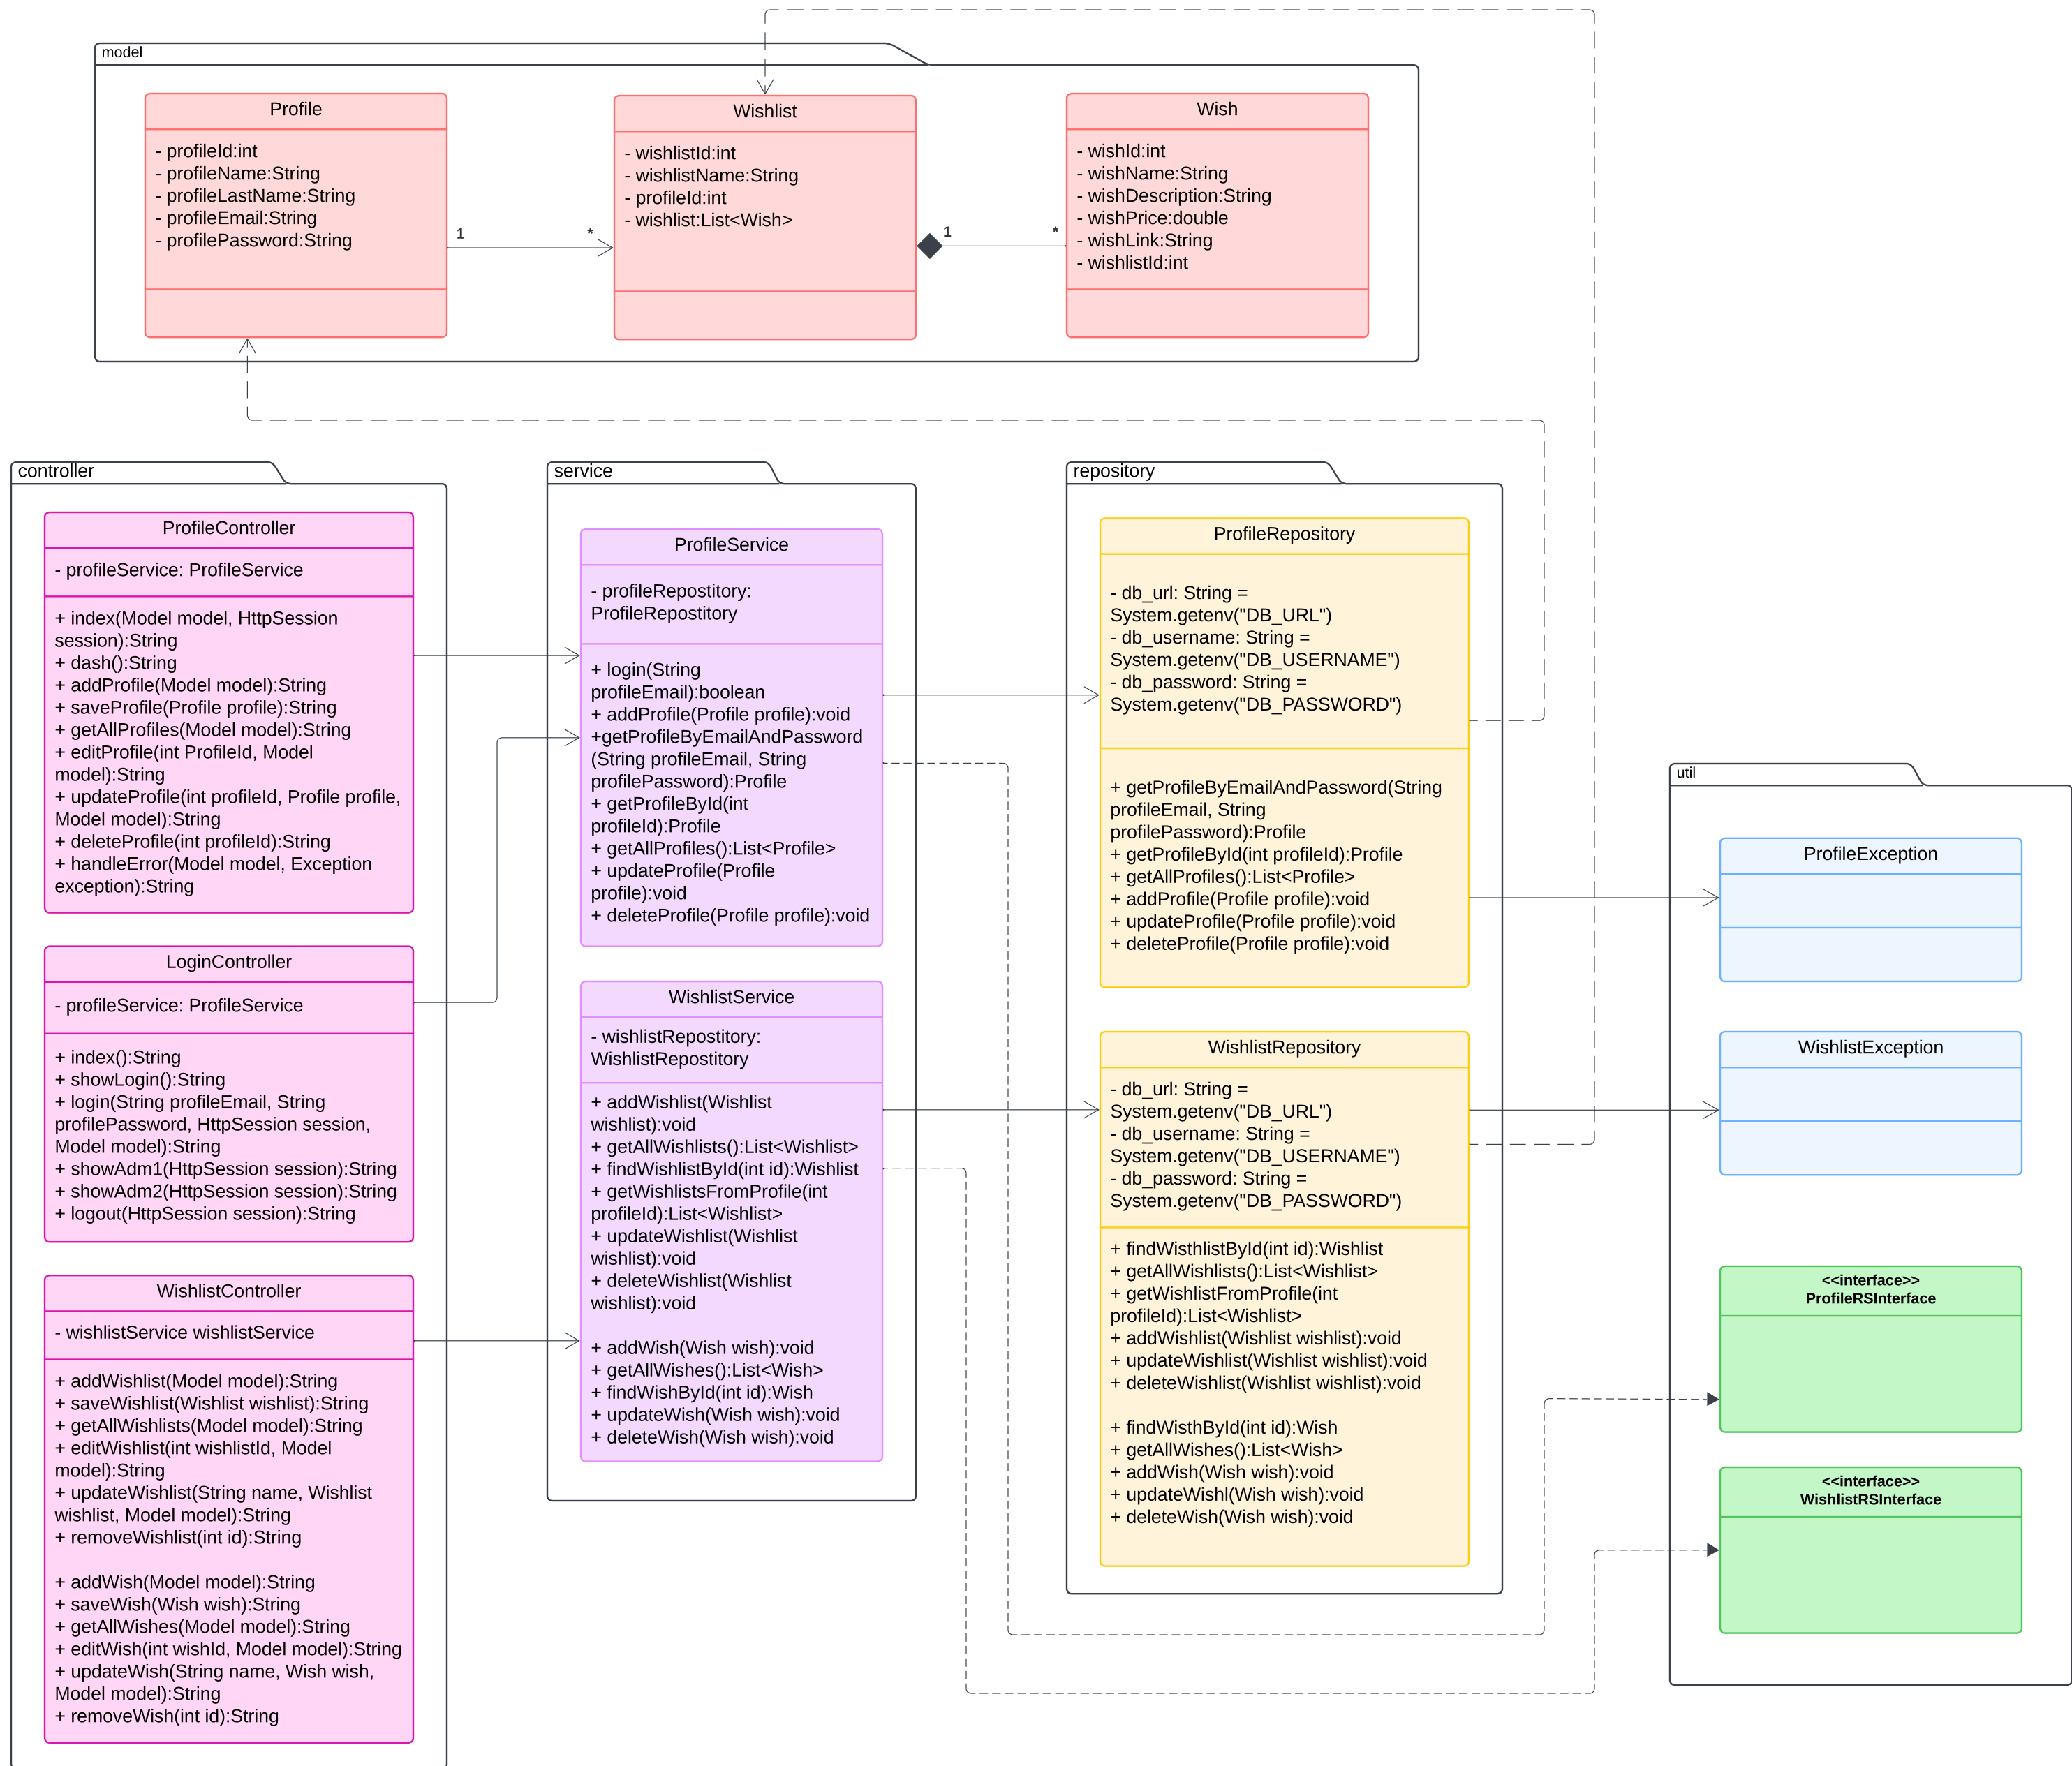 model
Profile
- profileId:int
- profileName:String
- profileLastName:String
- profileEmail:String
- profilePassword:String
1
*
Wishlist
- wishlistId:int
- wishlistName:String
- profileId:int
- wishlist:List<Wish>
1
*
Wish
- wishId:int
- wishName:String
- wishDescription:String
- wishPrice:double
- wishLink:String
- wishlistId:int
controller
ProfileController
- profileService: ProfileService
+ index(Model model, HttpSession
session):String
+ dash():String
+ addProfile(Model model):String
+ saveProfile(Profile profile):String
+ getAllProfiles(Model model):String
+ editProfile(int ProfileId, Model
model):String
+ updateProfile(int profileId, Profile profile,
Model model):String
+ deleteProfile(int profileId):String
+ handleError(Model model, Exception
exception):String
LoginController
- profileService: ProfileService
+ index():String
+ showLogin():String
+ login(String profileEmail, String
profilePassword, HttpSession session,
Model model):String
+ showAdm1(HttpSession session):String
+ showAdm2(HttpSession session):String
+ logout(HttpSession session):String
WishlistController
- wishlistService wishlistService
+ addWishlist(Model model):String
+ saveWishlist(Wishlist wishlist):String
+ getAllWishlists(Model model):String
+ editWishlist(int wishlistId, Model
model):String
+ updateWishlist(String name, Wishlist
wishlist, Model model):String
+ removeWishlist(int id):String
+ addWish(Model model):String
+ saveWish(Wish wish):String
+ getAllWishes(Model model):String
+ editWish(int wishId, Model model):String
+ updateWish(String name, Wish wish,
Model model):String
+ removeWish(int id):String
service
ProfileService
- profileRepostitory:
ProfileRepostitory
+ login(String
profileEmail):boolean
+ addProfile(Profile profile):void
+getProfileByEmailAndPassword
(String profileEmail, String
profilePassword):Profile
+ getProfileById(int
profileId):Profile
+ getAllProfiles():List<Profile>
+ updateProfile(Profile
profile):void
+ deleteProfile(Profile profile):void
WishlistService
- wishlistRepostitory:
WishlistRepostitory
+ addWishlist(Wishlist
wishlist):void
+ getAllWishlists():List<Wishlist>
+ findWishlistById(int id):Wishlist
+ getWishlistsFromProfile(int
profileId):List<Wishlist>
+ updateWishlist(Wishlist
wishlist):void
+ deleteWishlist(Wishlist
wishlist):void
+ addWish(Wish wish):void
+ getAllWishes():List<Wish>
+ findWishById(int id):Wish
+ updateWish(Wish wish):void
+ deleteWish(Wish wish):void
repository
ProfileRepository
- db_url: String =
System.getenv("DB_URL")
- db_username: String =
System.getenv("DB_USERNAME")
- db_password: String =
System.getenv("DB_PASSWORD")
+ getProfileByEmailAndPassword(String
profileEmail, String
profilePassword):Profile
+ getProfileById(int profileId):Profile
+ getAllProfiles():List<Profile>
+ addProfile(Profile profile):void
+ updateProfile(Profile profile):void
+ deleteProfile(Profile profile):void
WishlistRepository
- db_url: String =
System.getenv("DB_URL")
- db_username: String =
System.getenv("DB_USERNAME")
- db_password: String =
System.getenv("DB_PASSWORD")
+ findWisthlistById(int id):Wishlist
+ getAllWishlists():List<Wishlist>
+ getWishlistFromProfile(int
profileId):List<Wishlist>
+ addWishlist(Wishlist wishlist):void
+ updateWishlist(Wishlist wishlist):void
+ deleteWishlist(Wishlist wishlist):void
+ findWisthById(int id):Wish
+ getAllWishes():List<Wish>
+ addWish(Wish wish):void
+ updateWishl(Wish wish):void
+ deleteWish(Wish wish):void
util
ProfileException
WishlistException
<<interface>>
ProfileRSInterface
<<interface>>
WishlistRSInterface